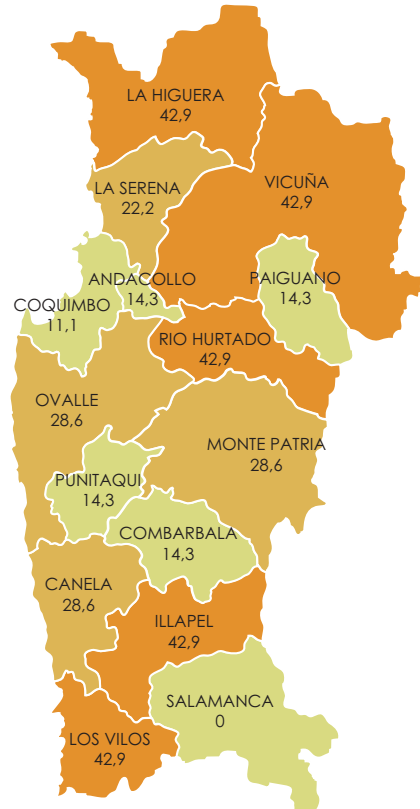 LA HIGUERA
42,9
LA SERENA
22,2
VICUÑA
42,9
ANDACOLLO
14,3
PAIGUANO
14,3
COQUIMBO
11,1
RIO HURTADO
42,9
OVALLE
28,6
MONTE PATRIA
28,6
PUNITAQUI
14,3
COMBARBALA
14,3
CANELA
28,6
ILLAPEL
42,9
SALAMANCA
0
LOS VILOS
42,9